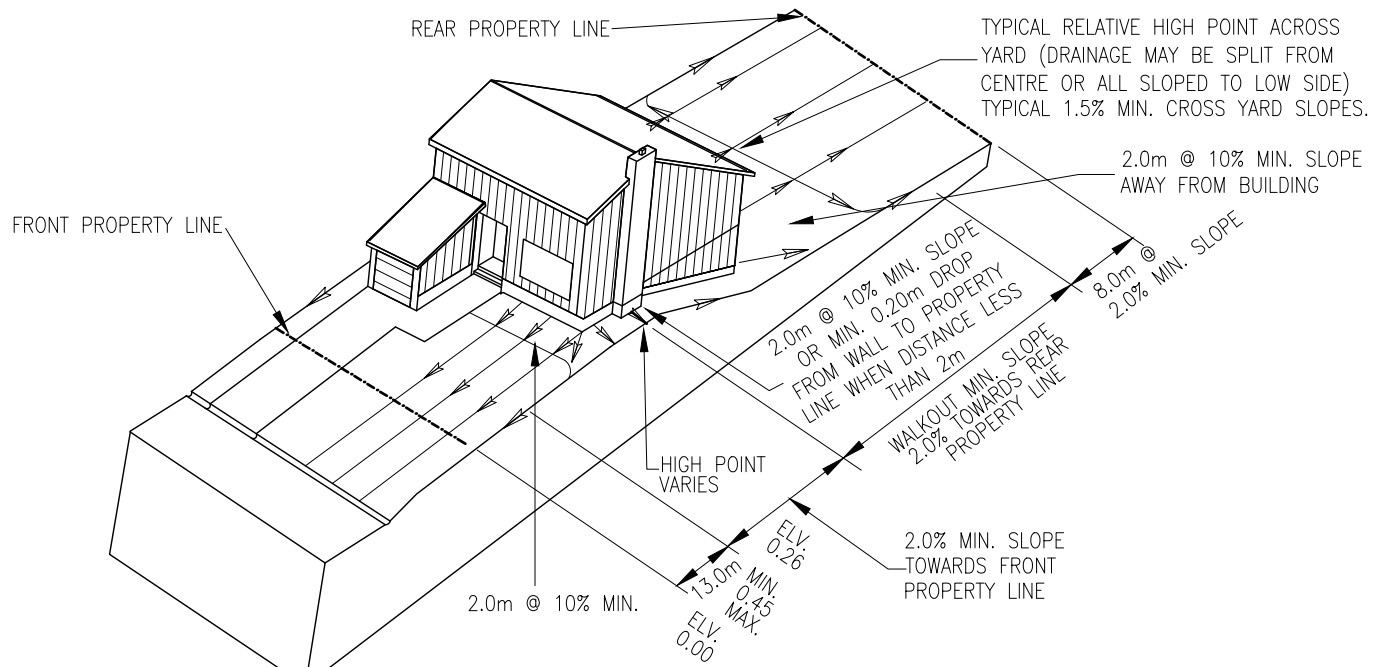 REAR PROPERTY LINE
TYPICAL RELATIVE HIGH POINT ACROSS
YARD (DRAINAGE MAY BE SPLIT FROM
CENTRE OR ALL SLOPED TO LOW SIDE)
TYPICAL 1.5% MIN. CROSS YARD SLOPES.
2.0m @ 10% MIN. SLOPE
AWAY FROM BUILDING
FRONT PROPERTY LINE
2.0m @ 10% MIN. SLOPE
OR MIN. 0.20m DROP
FROM WALL TO PROPERTY
LINE WHEN DISTANCE LESS
THAN 2m
8.0m @
2.0% MIN. SLOPE
WALKOUT MIN. SLOPE
2.0% TOWARDS REAR
PROPERTY LINE
HIGH POINT
VARIES
2.0% MIN. SLOPE
TOWARDS FRONT
PROPERTY LINE
2.0m @ 10% MIN.
ELV.
0.26
13.0m MIN.
0.45
MAX.
ELV.
0.00